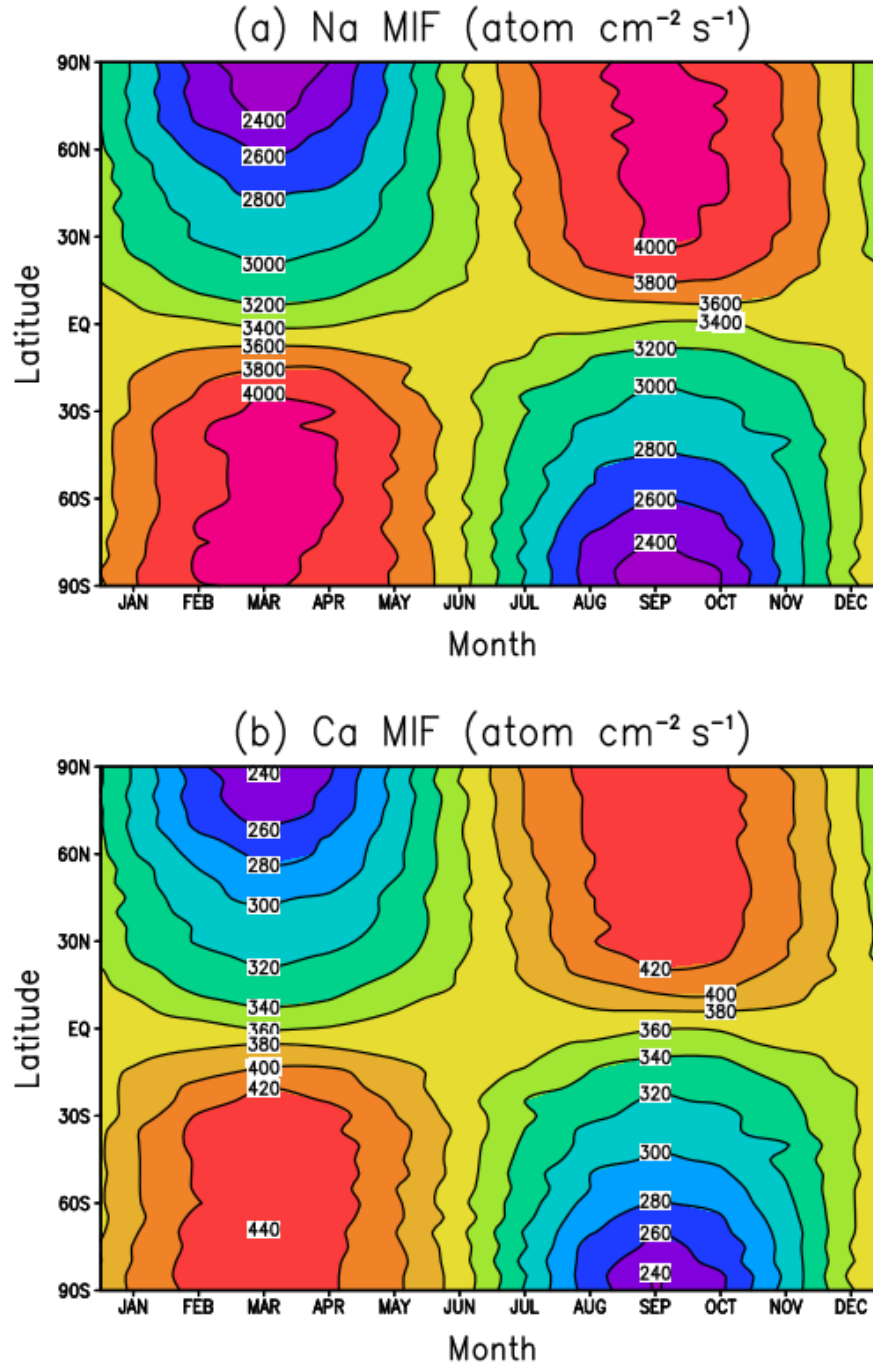 (a) Na MIF (atom cm⁻² s⁻¹)
90N
2400
60N
2600
2800
30N
4000
3000
3800
3200
3600
EQ
3400
3400
3600
3200
3800
3000
30S
4000
2800
60S
2600
2400
90S
JAN FEB MAR APR MAY JUN JUL AUG SEP OCT NOV DEC
Latitude
Month
(b) Ca MIF (atom cm⁻² s⁻¹)
90N
240
260
60N
280
300
30N
320
420
340
400
380
EQ
360
360
380
340
400
420
320
30S
300
60S
280
440
260
240
90S
JAN FEB MAR APR MAY JUN JUL AUG SEP OCT NOV DEC
Latitude
Month